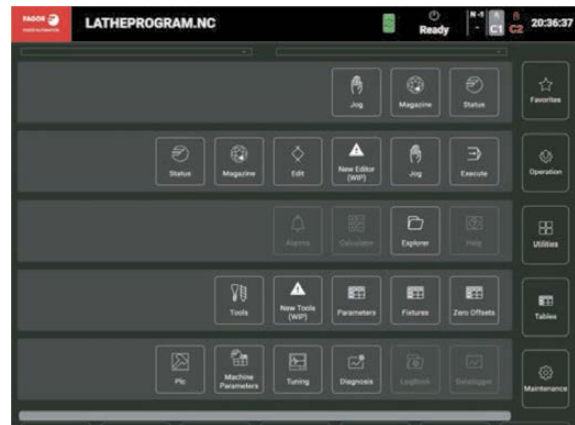 FAGOR
LATHEPROGRAM.NC
Ready
C1
C2
20:36:37
Jog
Magazine
Status
Favorites
Status
Magazine
Edit
New Editor
(WIP)
Jog
Execute
Operation
Alarms
Calculator
Explorer
Help
Utilities
Tools
New Tools
(WIP)
Parameters
Fixtures
Zero Offsets
Tables
Plc
Machine
Parameters
Tuning
Diagnosis
Logbook
Datalogger
Maintenance